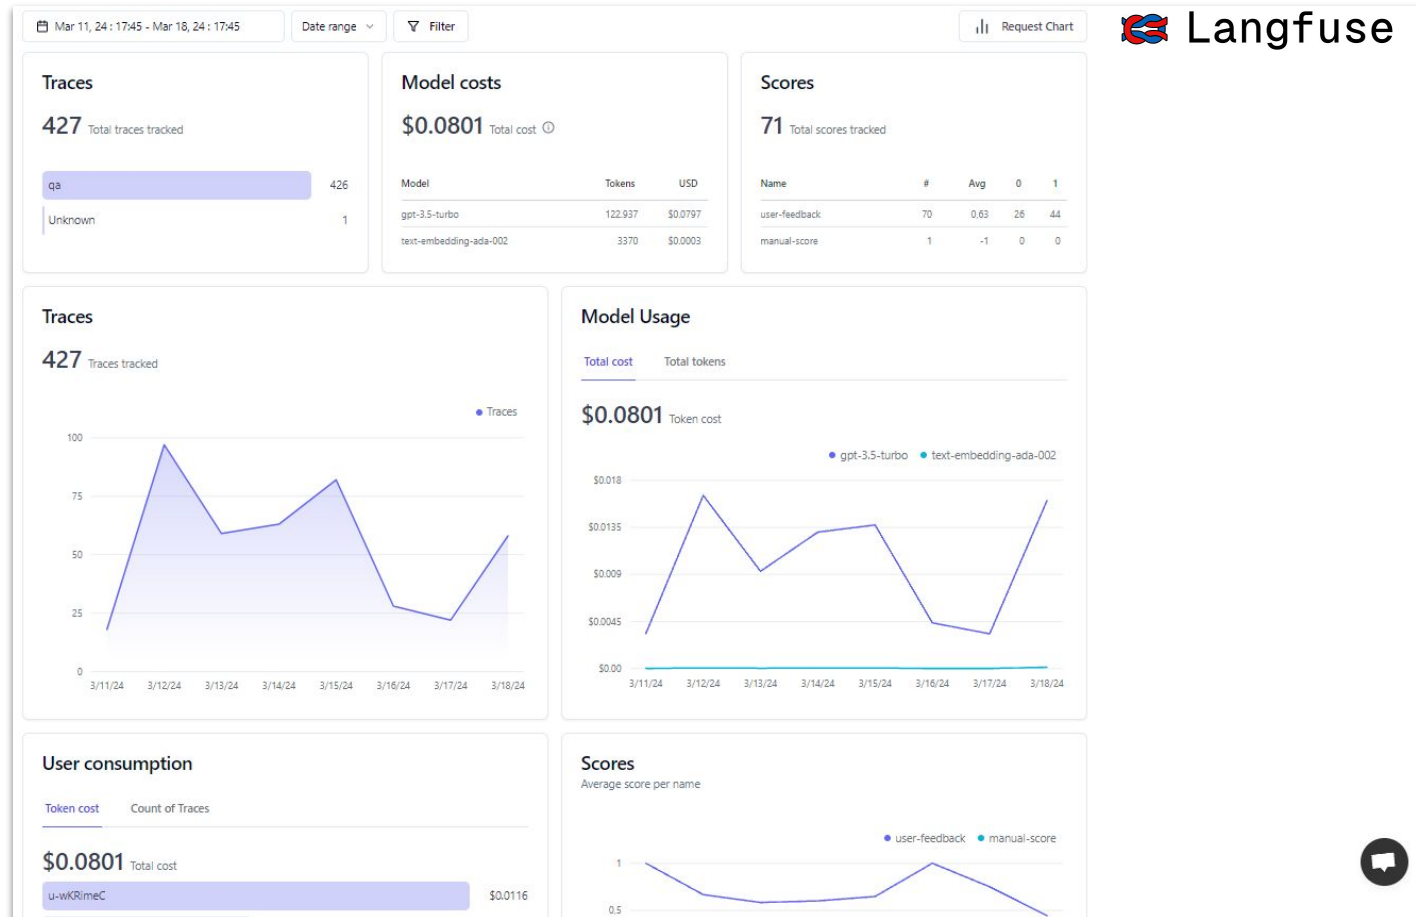 Mar 11, 24 : 17:45 - Mar 18, 24 : 17:45
Date range
Filter
Request Chart
Langfuse
Traces
427 Total traces tracked
qa 426
Unknown 1
Model costs
$0.0801 Total cost
Model Tokens USD
gpt-3.5-turbo 122.937 $0.0797
text-embedding-ada-002 3370 $0.0003
Scores
71 Total scores tracked
Name # Avg 0 1
user-feedback 70 0,63 26 44
manual-score 1 -1 0 0
Traces
427 Traces tracked
Traces
100
75
50
25
0
3/11/24 3/12/24 3/13/24 3/14/24 3/15/24 3/16/24 3/17/24 3/18/24
Model Usage
Total cost Total tokens
$0.0801 Token cost
gpt-3.5-turbo text-embedding-ada-002
$0.018
$0.0135
$0.009
$0.0045
$0.00
3/11/24 3/12/24 3/13/24 3/14/24 3/15/24 3/16/24 3/17/24 3/18/24
User consumption
Token cost Count of Traces
$0.0801 Total cost
u-wKRimeC $0.0116
Scores
Average score per name
user-feedback manual-score
1
0.5